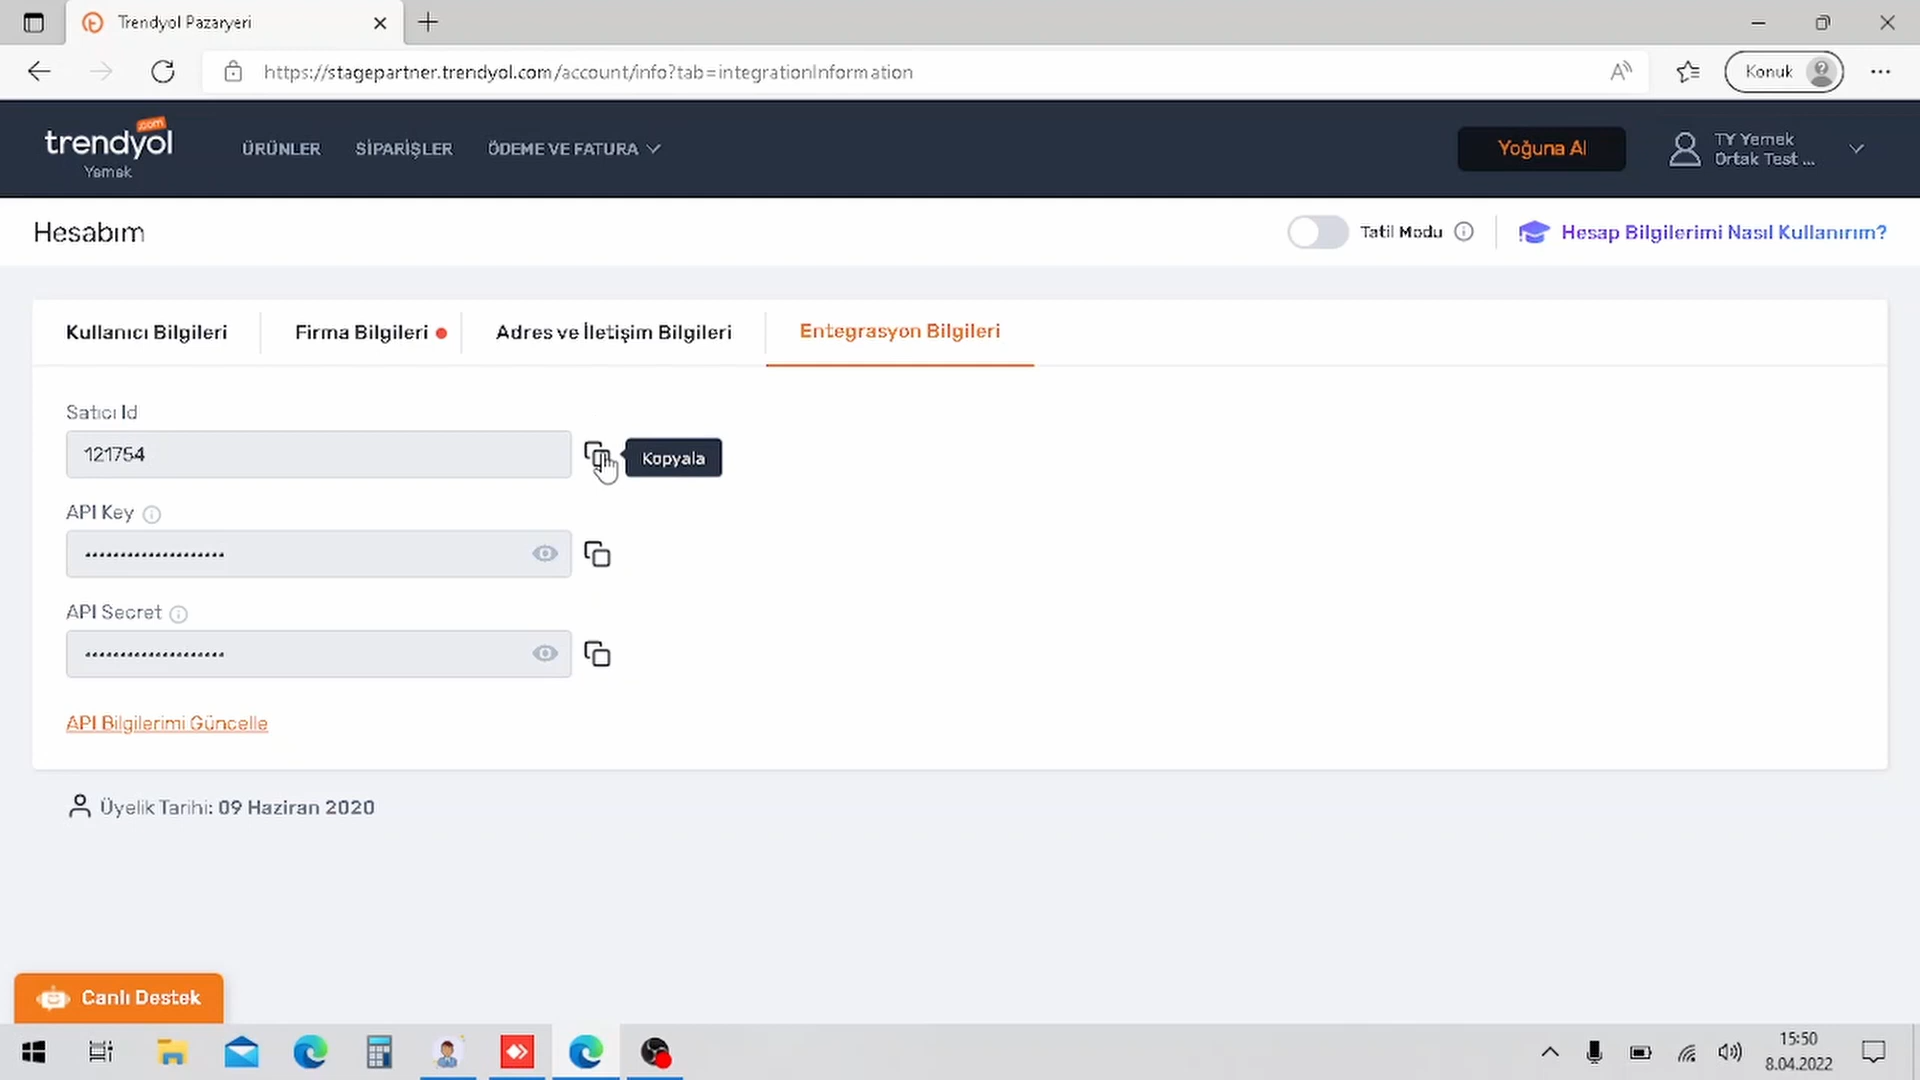 Trendyol Pazaryeri
https://stagepartner.trendyol.com/account/info?tab=integrationInformation
Konuk
trendyol
.com
Yemek
ÜRÜNLER
SİPARİŞLER
ÖDEME VE FATURA
Yoğuna Al
TY Yemek
Ortak Test ...
Hesabım
Tatil Modu
Hesap Bilgilerimi Nasıl Kullanırım?
Kullanıcı Bilgileri
Firma Bilgileri
Adres ve İletişim Bilgileri
Entegrasyon Bilgileri
Satıcı Id
121754
Kopyala
API Key
API Secret
API Bilgilerimi Güncelle
Üyelik Tarihi: 09 Haziran 2020
Canlı Destek
15:50
8.04.2022